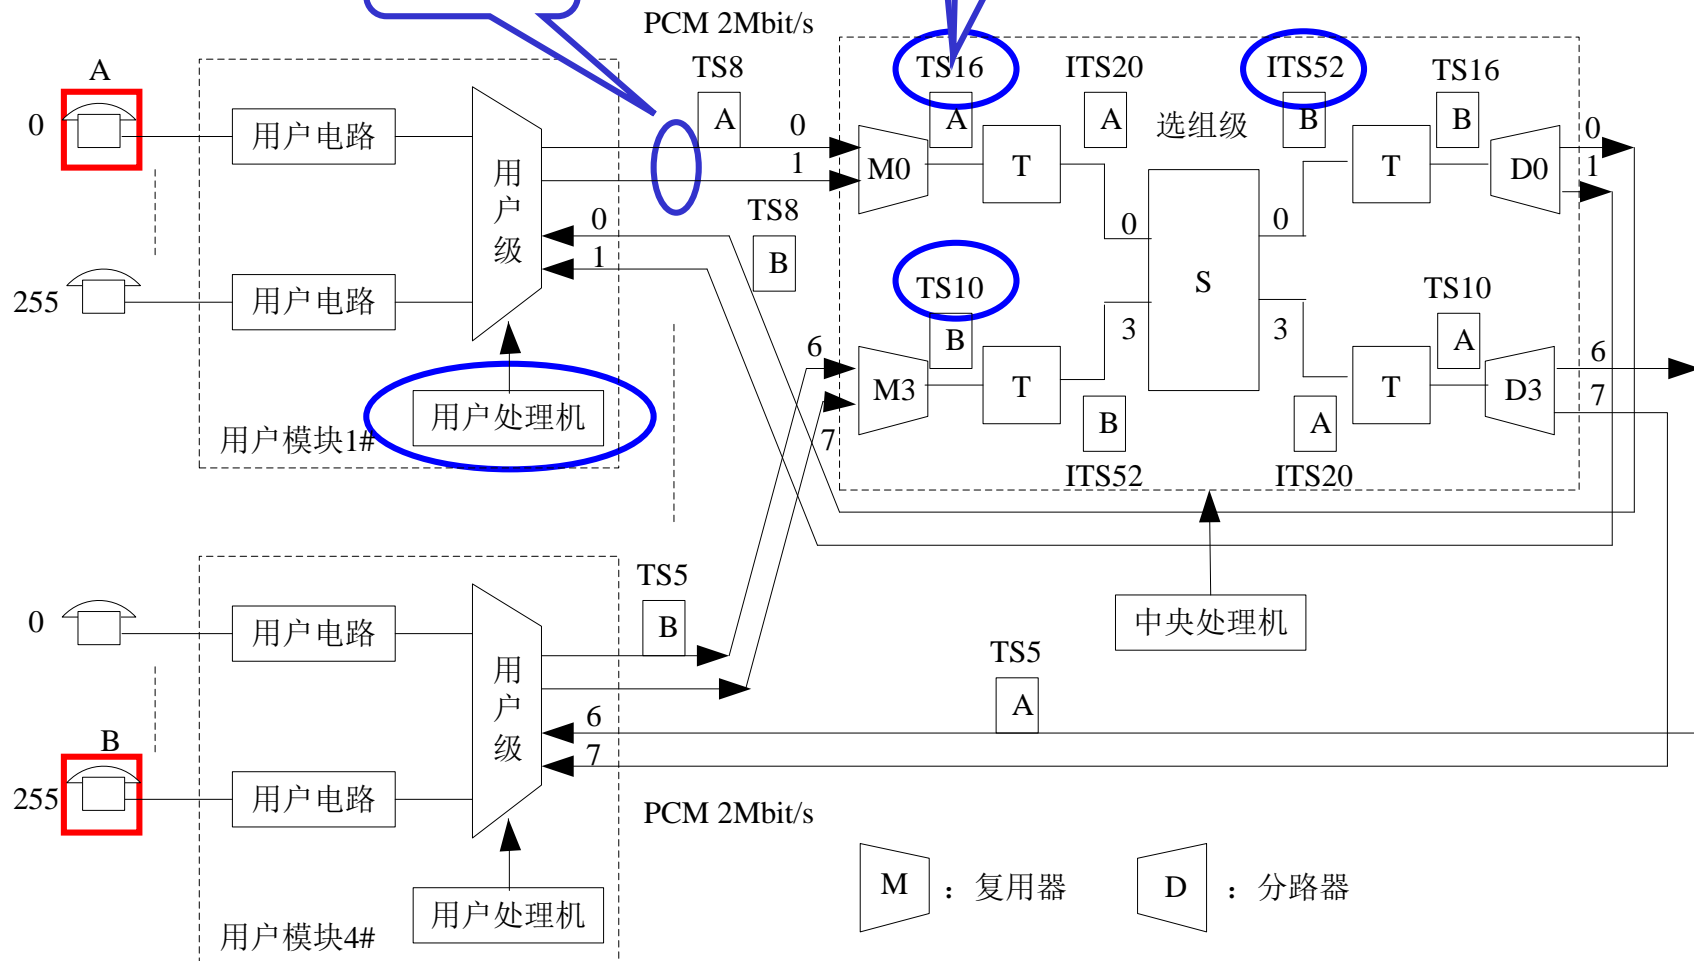 PCM 2Mbit/s
A
TS8
TS16
ITS20
ITS52
TS16
0
用户电路
A
0
A
A
选组级
B
B
0
1
M0
T
T
D0
1
用户级
TS8
0
0
0
1
B
S
255
用户电路
TS10
TS10
3
3
B
A
6
6
M3
T
T
D3
用户处理机
7
7
用户模块1#
B
A
ITS52
ITS20
TS5
0
用户电路
B
中央处理机
用户级
TS5
A
6
B
7
255
用户电路
PCM 2Mbit/s
M
：复用器
D
：分路器
用户处理机
用户模块4#